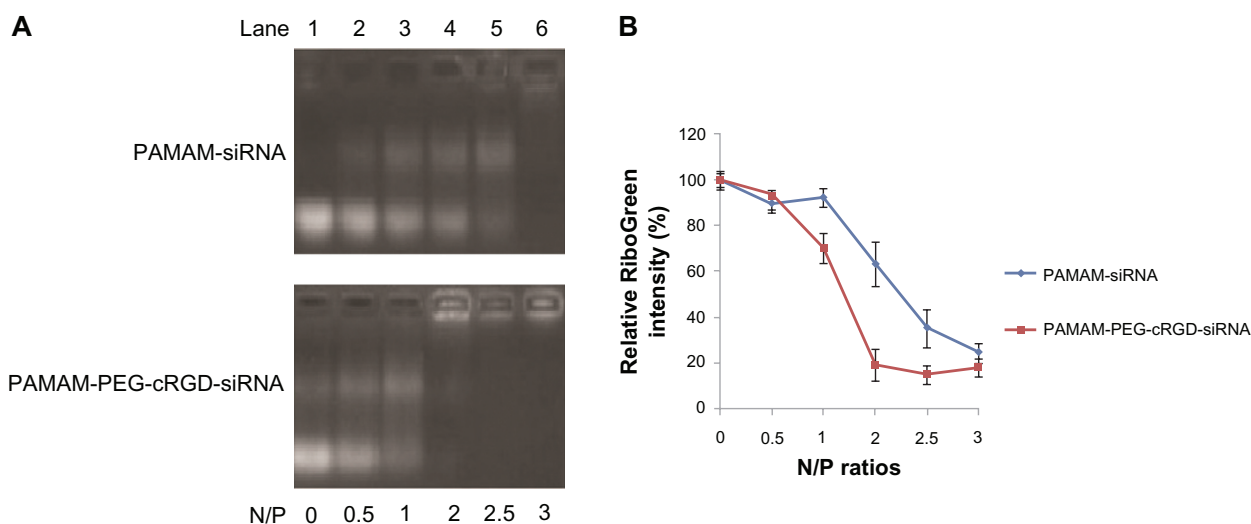 A
Lane 1 2 3 4 5 6
PAMAM-siRNA
PAMAM-PEG-cRGD-siRNA
N/P 0 0.5 1 2 2.5 3
B
Relative RiboGreen
intensity (%)
120
100
80
60
40
20
0
0 0.5 1 2 2.5 3
N/P ratios
PAMAM-siRNA
PAMAM-PEG-cRGD-siRNA